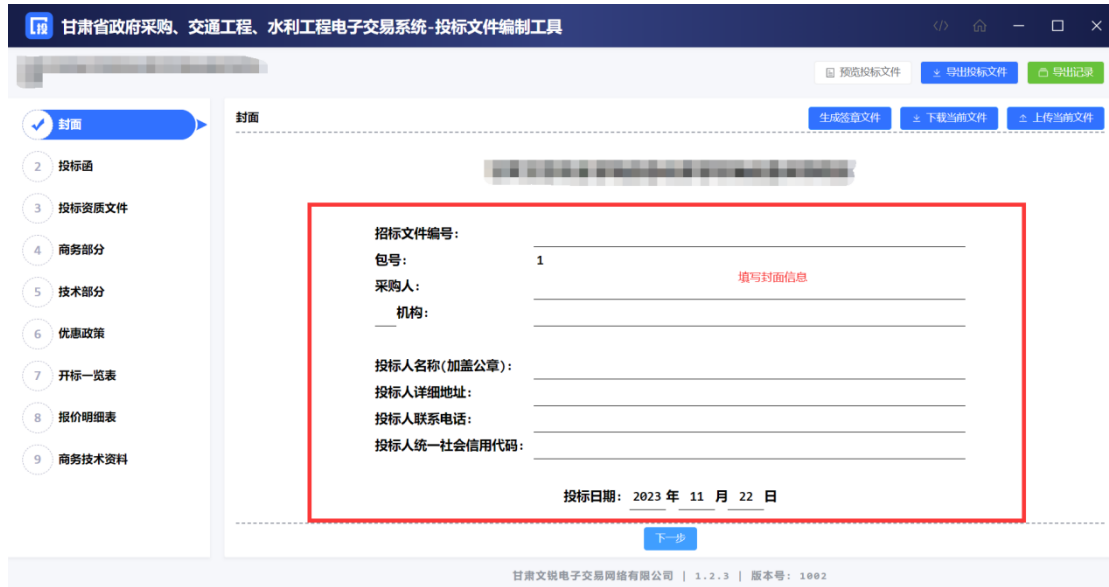 投 甘肃省政府采购、交通工程、水利工程电子交易系统-投标文件编制工具
预览投标文件 导出投标文件 导出记录
封面
2 投标函
3 投标资质文件
4 商务部分
5 技术部分
6 优惠政策
7 开标一览表
8 报价明细表
9 商务技术资料
封面 生成签章文件 下载当前文件 上传当前文件
招标文件编号:
包号: 1
填写封面信息
采购人:
机构:
投标人名称(加盖公章):
投标人详细地址:
投标人联系电话:
投标人统一社会信用代码:
投标日期: 2023 年 11 月 22 日
下一步
甘肃文锐电子交易网络有限公司 | 1.2.3 | 版本号: 1002